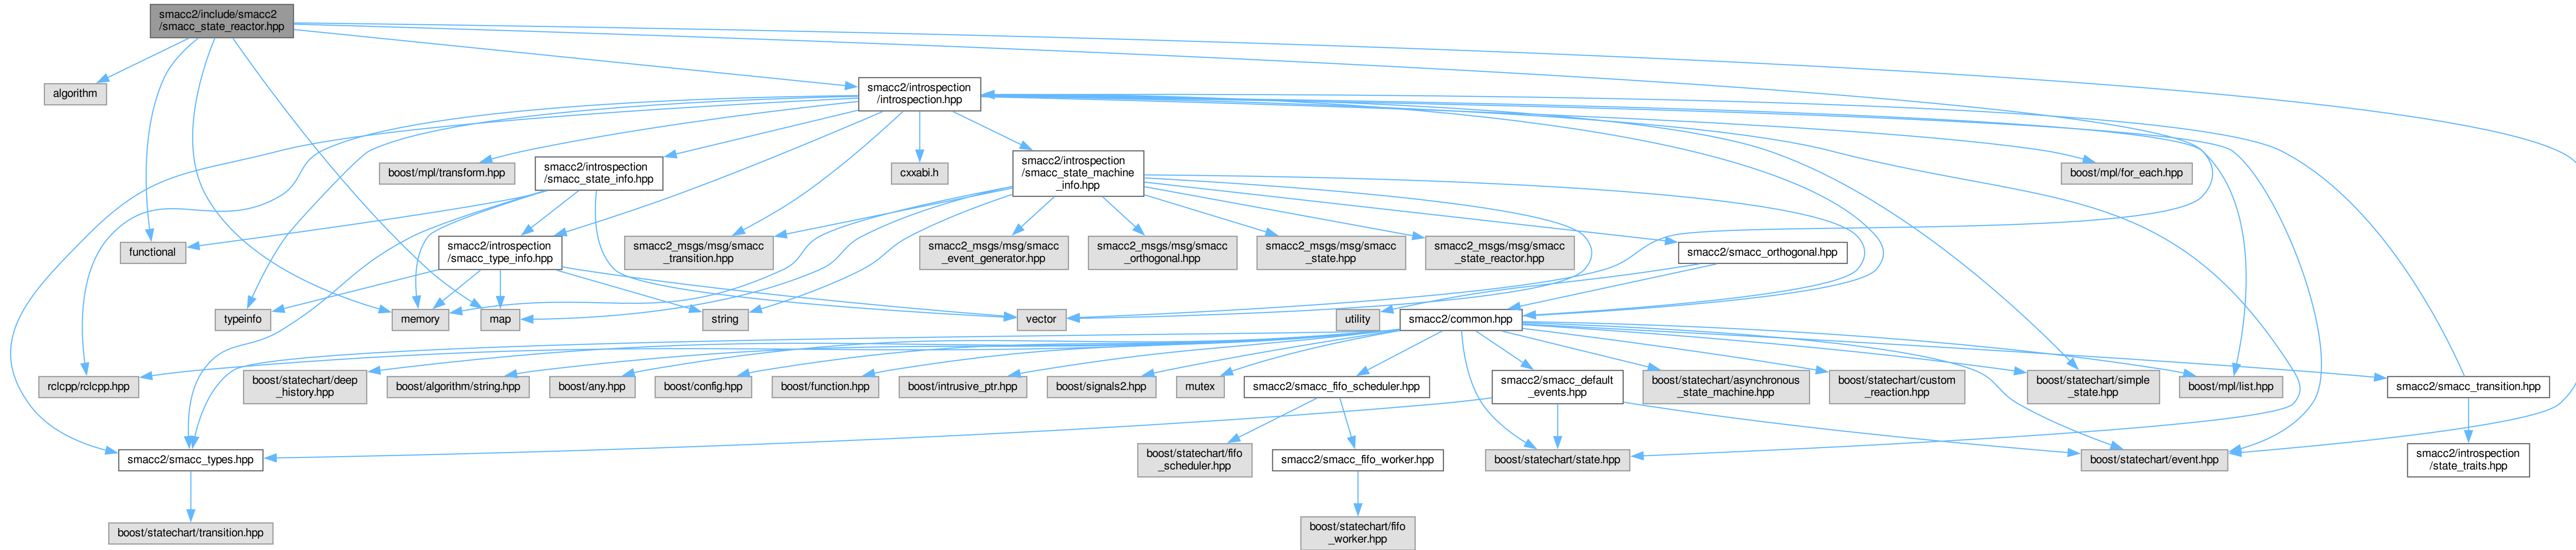 smacc2/include/smacc2
/smacc_state_reactor.hpp
algorithm
smacc2/introspection
/introspection.hpp
boost/mpl/transform.hpp
smacc2/introspection
/smacc_state_info.hpp
cxxabi.h
smacc2/introspection
/smacc_state_machine
_info.hpp
boost/mpl/for_each.hpp
functional
smacc2/introspection
/smacc_type_info.hpp
smacc2_msgs/msg/smacc
_transition.hpp
smacc2_msgs/msg/smacc
_event_generator.hpp
smacc2_msgs/msg/smacc
_orthogonal.hpp
smacc2_msgs/msg/smacc
_state.hpp
smacc2_msgs/msg/smacc
_state_reactor.hpp
smacc2/smacc_orthogonal.hpp
typeinfo
memory
map
string
vector
utility
smacc2/common.hpp
rclcpp/rclcpp.hpp
boost/statechart/deep
_history.hpp
boost/algorithm/string.hpp
boost/any.hpp
boost/config.hpp
boost/function.hpp
boost/intrusive_ptr.hpp
boost/signals2.hpp
mutex
smacc2/smacc_fifo_scheduler.hpp
smacc2/smacc_default
_events.hpp
boost/statechart/asynchronous
_state_machine.hpp
boost/statechart/custom
_reaction.hpp
boost/statechart/simple
_state.hpp
boost/mpl/list.hpp
smacc2/smacc_transition.hpp
smacc2/smacc_types.hpp
boost/statechart/fifo
_scheduler.hpp
smacc2/smacc_fifo_worker.hpp
boost/statechart/state.hpp
boost/statechart/event.hpp
smacc2/introspection
/state_traits.hpp
boost/statechart/transition.hpp
boost/statechart/fifo
_worker.hpp